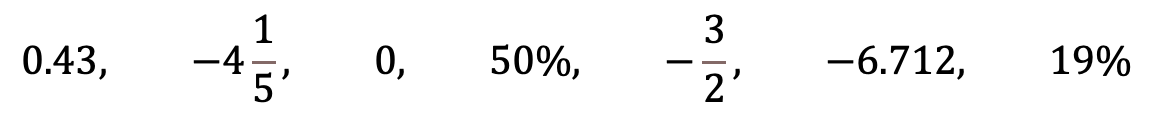 0.43, −4 1/5, 0, 50%, −3/2, −6.712, 19%